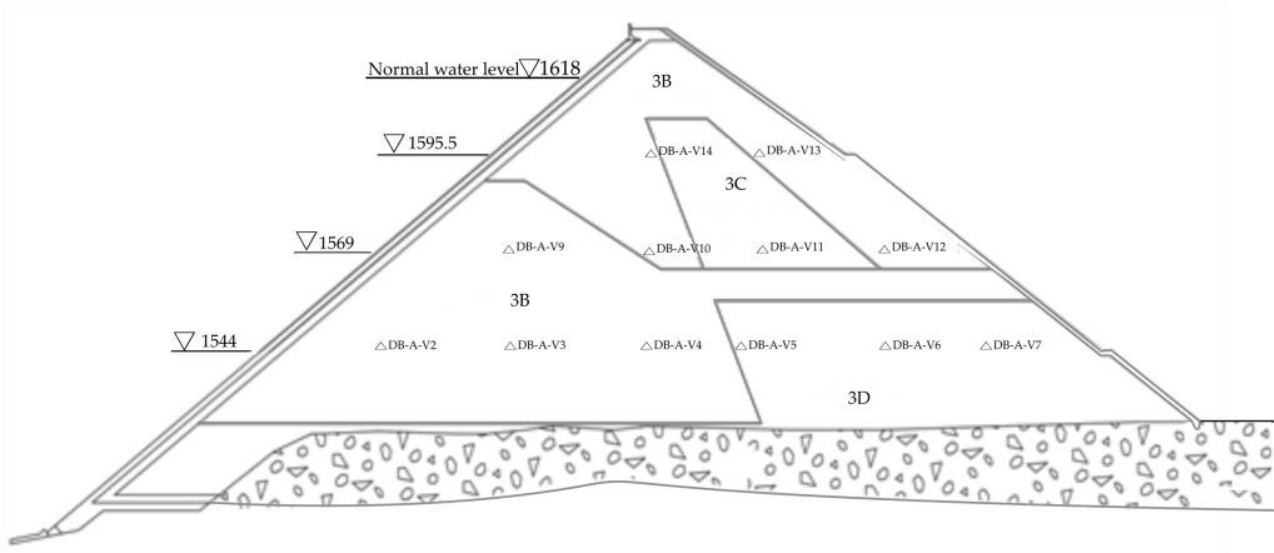 Normal water level▽1618
3B
▽1595.5
DB-A-V14
DB-A-V13
3C
▽1569
DB-A-V9
DB-A-V10
DB-A-V11
DB-A-V12
3B
▽1544
DB-A-V2
DB-A-V3
DB-A-V4
DB-A-V5
DB-A-V6
DB-A-V7
3D